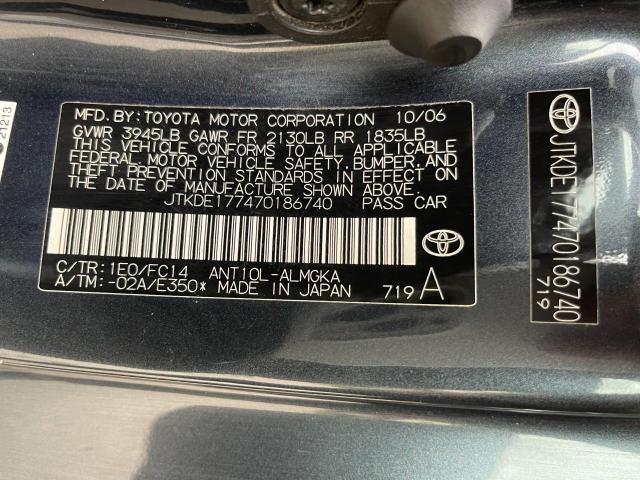 MFD.BY:TOYOTA MOTOR CORPORATION 10/06
GVWR 3945LB GAWR FR 2130LB RR 1835LB
THIS VEHICLE CONFORMS TO ALL APPLICABLE
FEDERAL MOTOR VEHICLE SAFETY, BUMPER, AND
THEFT PREVENTION STANDARDS IN EFFECT ON
THE DATE OF MANUFACTURE SHOWN ABOVE.
JTKDE177470186740 PASS CAR
C/TR:1E0/FC14 ANT10L-ALMGKA
A/TM:-02A/E350* MADE IN JAPAN 719 A
JTKDE177470186740
719
21213